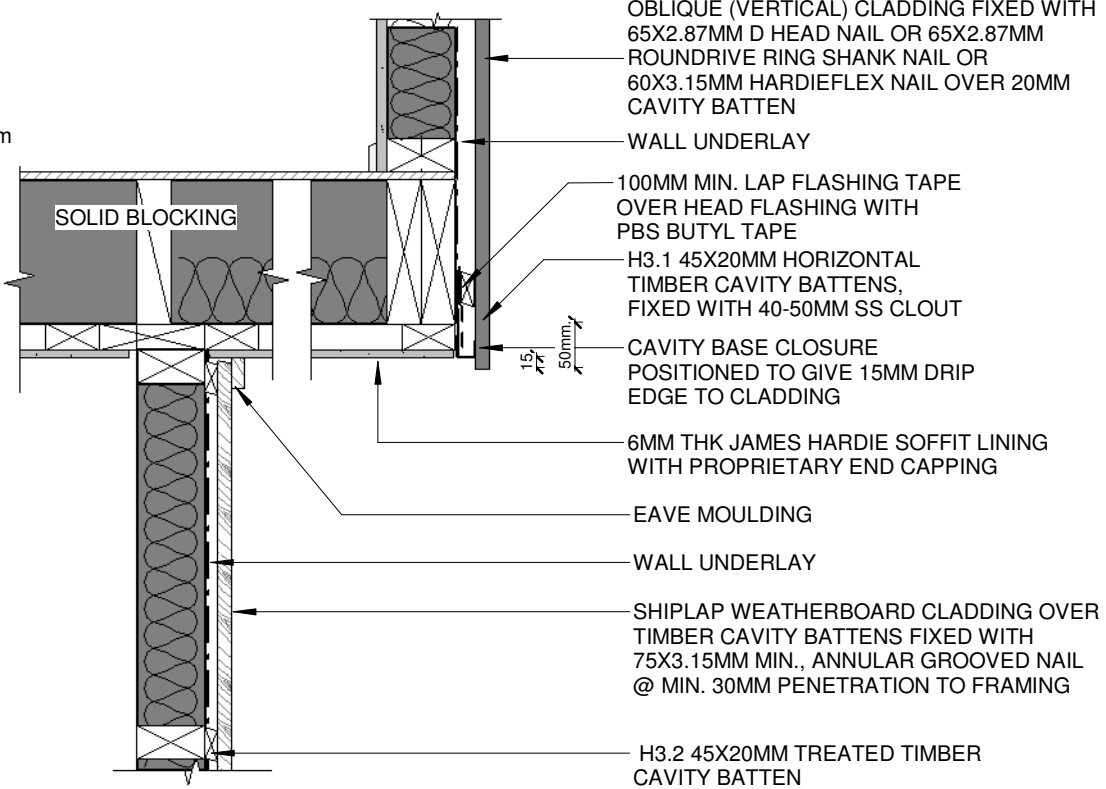 OBLIQUE (VERTICAL) CLADDING FIXED WITH
65X2.87MM D HEAD NAIL OR 65X2.87MM
ROUNDRIVE RING SHANK NAIL OR
60X3.15MM HARDIEFLEX NAIL OVER 20MM
CAVITY BATTEN
m
WALL UNDERLAY
100MM MIN. LAP FLASHING TAPE
OVER HEAD FLASHING WITH
PBS BUTYL TAPE
SOLID BLOCKING
H3.1 45X20MM HORIZONTAL
TIMBER CAVITY BATTENS,
FIXED WITH 40-50MM SS CLOUT
15
50mm
CAVITY BASE CLOSURE
POSITIONED TO GIVE 15MM DRIP
EDGE TO CLADDING
6MM THK JAMES HARDIE SOFFIT LINING
WITH PROPRIETARY END CAPPING
EAVE MOULDING
WALL UNDERLAY
SHIPLAP WEATHERBOARD CLADDING OVER
TIMBER CAVITY BATTENS FIXED WITH
75X3.15MM MIN., ANNULAR GROOVED NAIL
@ MIN. 30MM PENETRATION TO FRAMING
H3.2 45X20MM TREATED TIMBER
CAVITY BATTEN